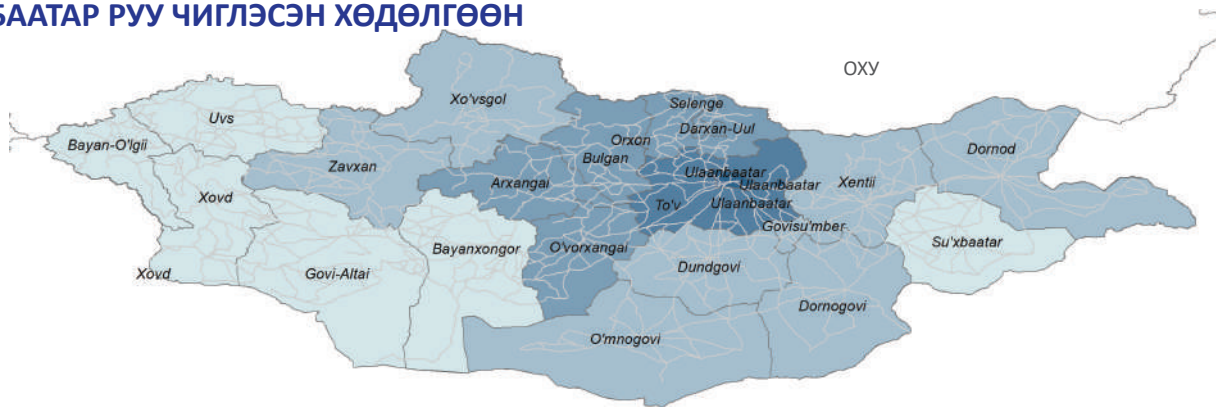 БААТАР РУУ ЧИГЛЭСЭН ХӨДӨЛГӨӨН
ОХУ
Xo'vsgol
Selenge
Uvs
Orxon
Darxan-Uul
Bayan-O'lgii
Dornod
Bulgan
Zavxan
Ulaanbaatar
Arxangai
Ulaanbaatar
Xentii
Xovd
To'v
Ulaanbaatar
Govisu'mber
Su'xbaatar
Bayanxongor
O'vorxangai
Dundgovi
Xovd
Govi-Altai
Dornogovi
O'mnogovi